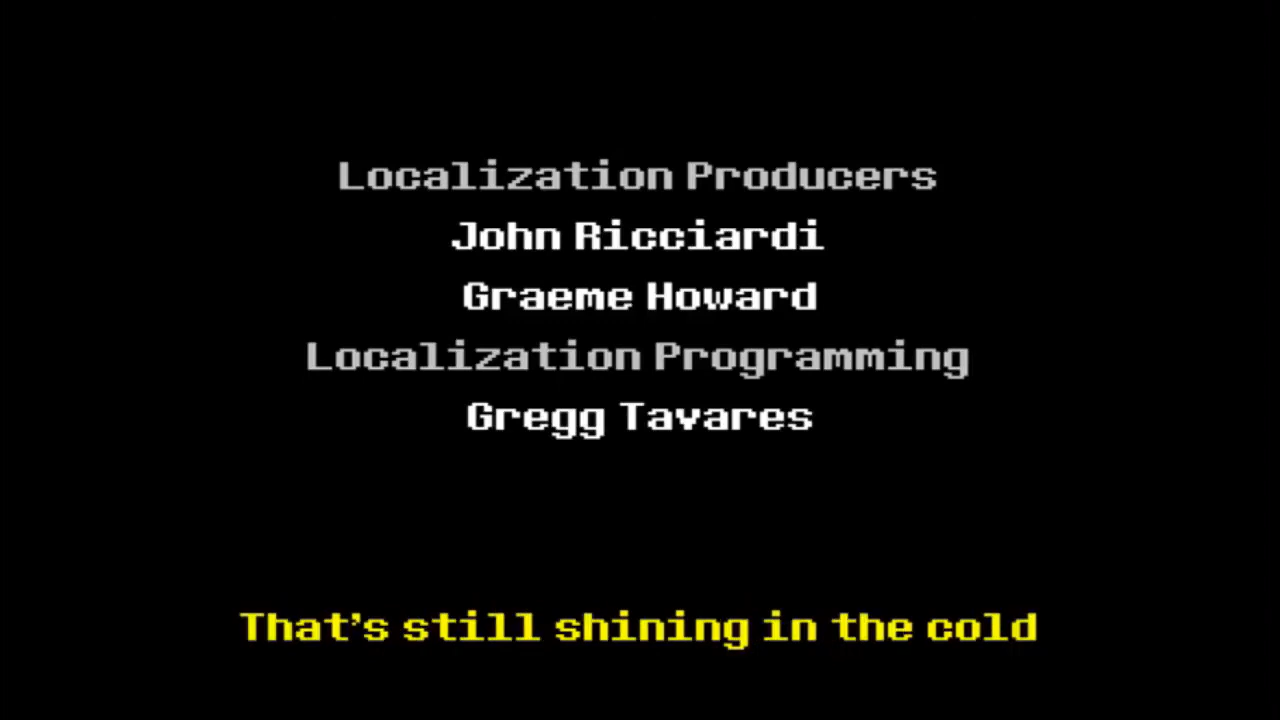 Localization Producers
John Ricciardi
Graeme Howard
Localization Programming
Gregg Tavares
That's still shining in the cold